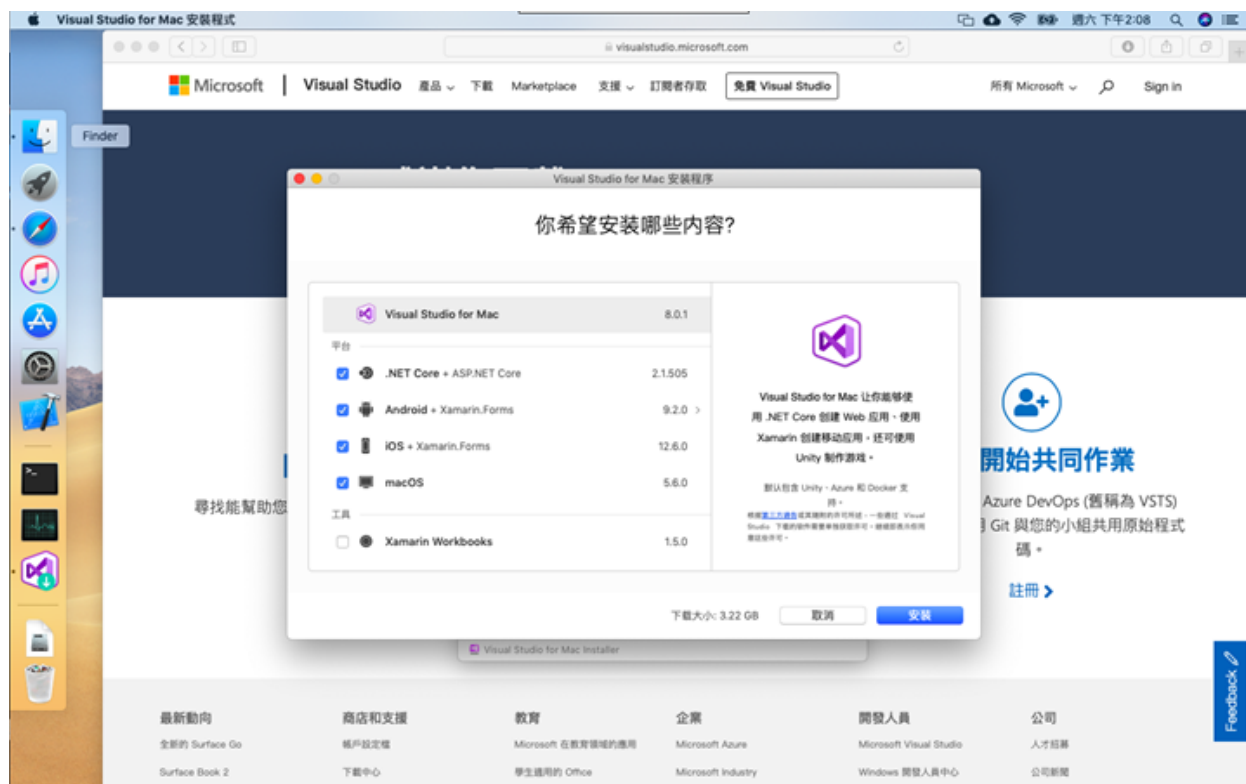 Visual Studio for Mac 安裝程式
週六下午2:08
visualstudio.microsoft.com
Microsoft | Visual Studio 產品 下載 Marketplace 支援 訂閱者存取 免費 Visual Studio 所有 Microsoft Sign in
Finder
Visual Studio for Mac 安装程序
你希望安装哪些内容?
Visual Studio for Mac 8.0.1
平台
.NET Core + ASP.NET Core 2.1.505
Android + Xamarin.Forms 9.2.0 >
iOS + Xamarin.Forms 12.6.0
macOS 5.6.0
工具
Xamarin Workbooks 1.5.0
Visual Studio for Mac 让你能够使
用 .NET Core 创建 Web 应用、使用
Xamarin 创建移动应用，还可使用
Unity 制作游戏。
默认包含 Unity、Azure 和 Docker 支
持。
下载大小: 3.22 GB 取消 安装
尋找能幫助您
開始共同作業
Azure DevOps (舊稱為 VSTS)
Git 與您的小組共用原始程式
碼。
註冊
Visual Studio for Mac Installer
Feedback
最新動向 商店和支援 教育 企業 開發人員 公司
全新的 Surface Go 帳戶設定檔 Microsoft 在教育領域的應用 Microsoft Azure Microsoft Visual Studio 人才招募
Surface Book 2 下載中心 學生適用的 Office Microsoft Industry Windows 開發人員中心 公司新聞